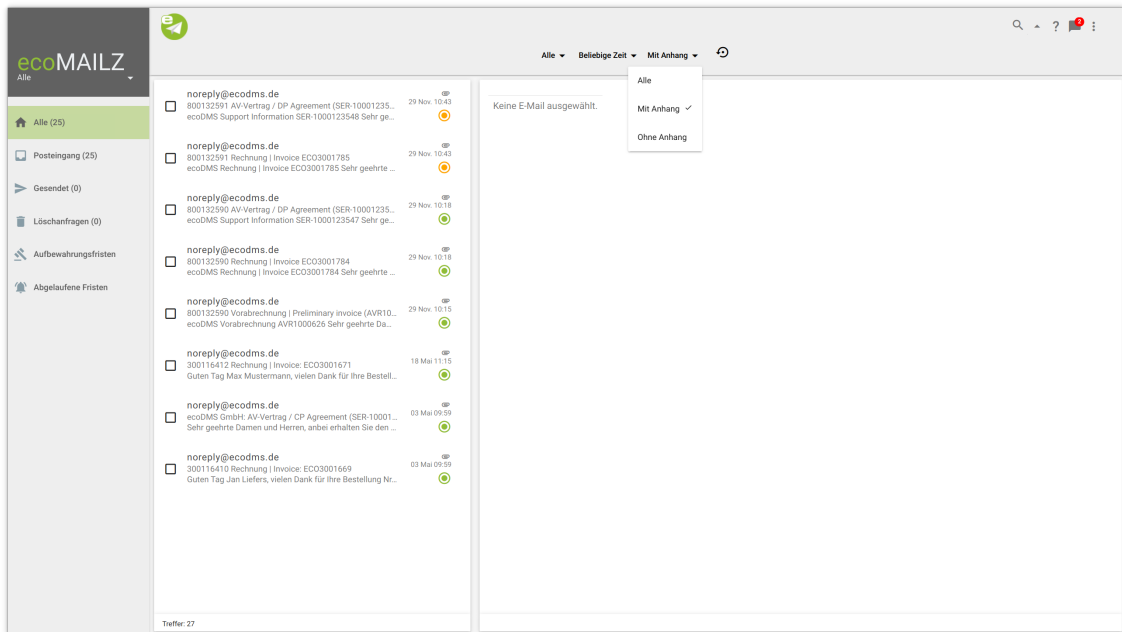 ecoMAILZ
Alle
Alle (25)
Posteingang (25)
Gesendet (0)
Löschanfragen (0)
Aufbewahrungsfristen
Abgelaufene Fristen
e
?
2
Alle
Beliebige Zeit
Mit Anhang
Alle
Mit Anhang
Ohne Anhang
noreply@ecodms.de
800132591 AV-Vertrag / DP Agreement (SER-10001235...
29 Nov. 10:43
ecoDMS Support Information SER-1000123548 Sehr ge...
noreply@ecodms.de
800132591 Rechnung | Invoice ECO3001785
29 Nov. 10:43
ecoDMS Rechnung | Invoice ECO3001785 Sehr geehrte ...
noreply@ecodms.de
800132590 AV-Vertrag / DP Agreement (SER-10001235...
29 Nov. 10:18
ecoDMS Support Information SER-1000123547 Sehr ge...
noreply@ecodms.de
800132590 Rechnung | Invoice ECO3001784
29 Nov. 10:18
ecoDMS Rechnung | Invoice ECO3001784 Sehr geehrte ...
noreply@ecodms.de
800132590 Vorabrechnung | Preliminary invoice (AVR10...
29 Nov. 10:15
ecoDMS Vorabrechnung AVR1000626 Sehr geehrte Da...
noreply@ecodms.de
300116412 Rechnung | Invoice: ECO3001671
18 Mai 11:15
Guten Tag Max Mustermann, vielen Dank für Ihre Bestell...
noreply@ecodms.de
ecoDMS GmbH: AV-Vertrag / CP Agreement (SER-10001...
03 Mai 09:59
Sehr geehrte Damen und Herren, anbei erhalten Sie den ...
noreply@ecodms.de
300116410 Rechnung | Invoice: ECO3001669
03 Mai 09:59
Guten Tag Jan Liefers, vielen Dank für Ihre Bestellung Nr...
Treffer: 27
Keine E-Mail ausgewählt.